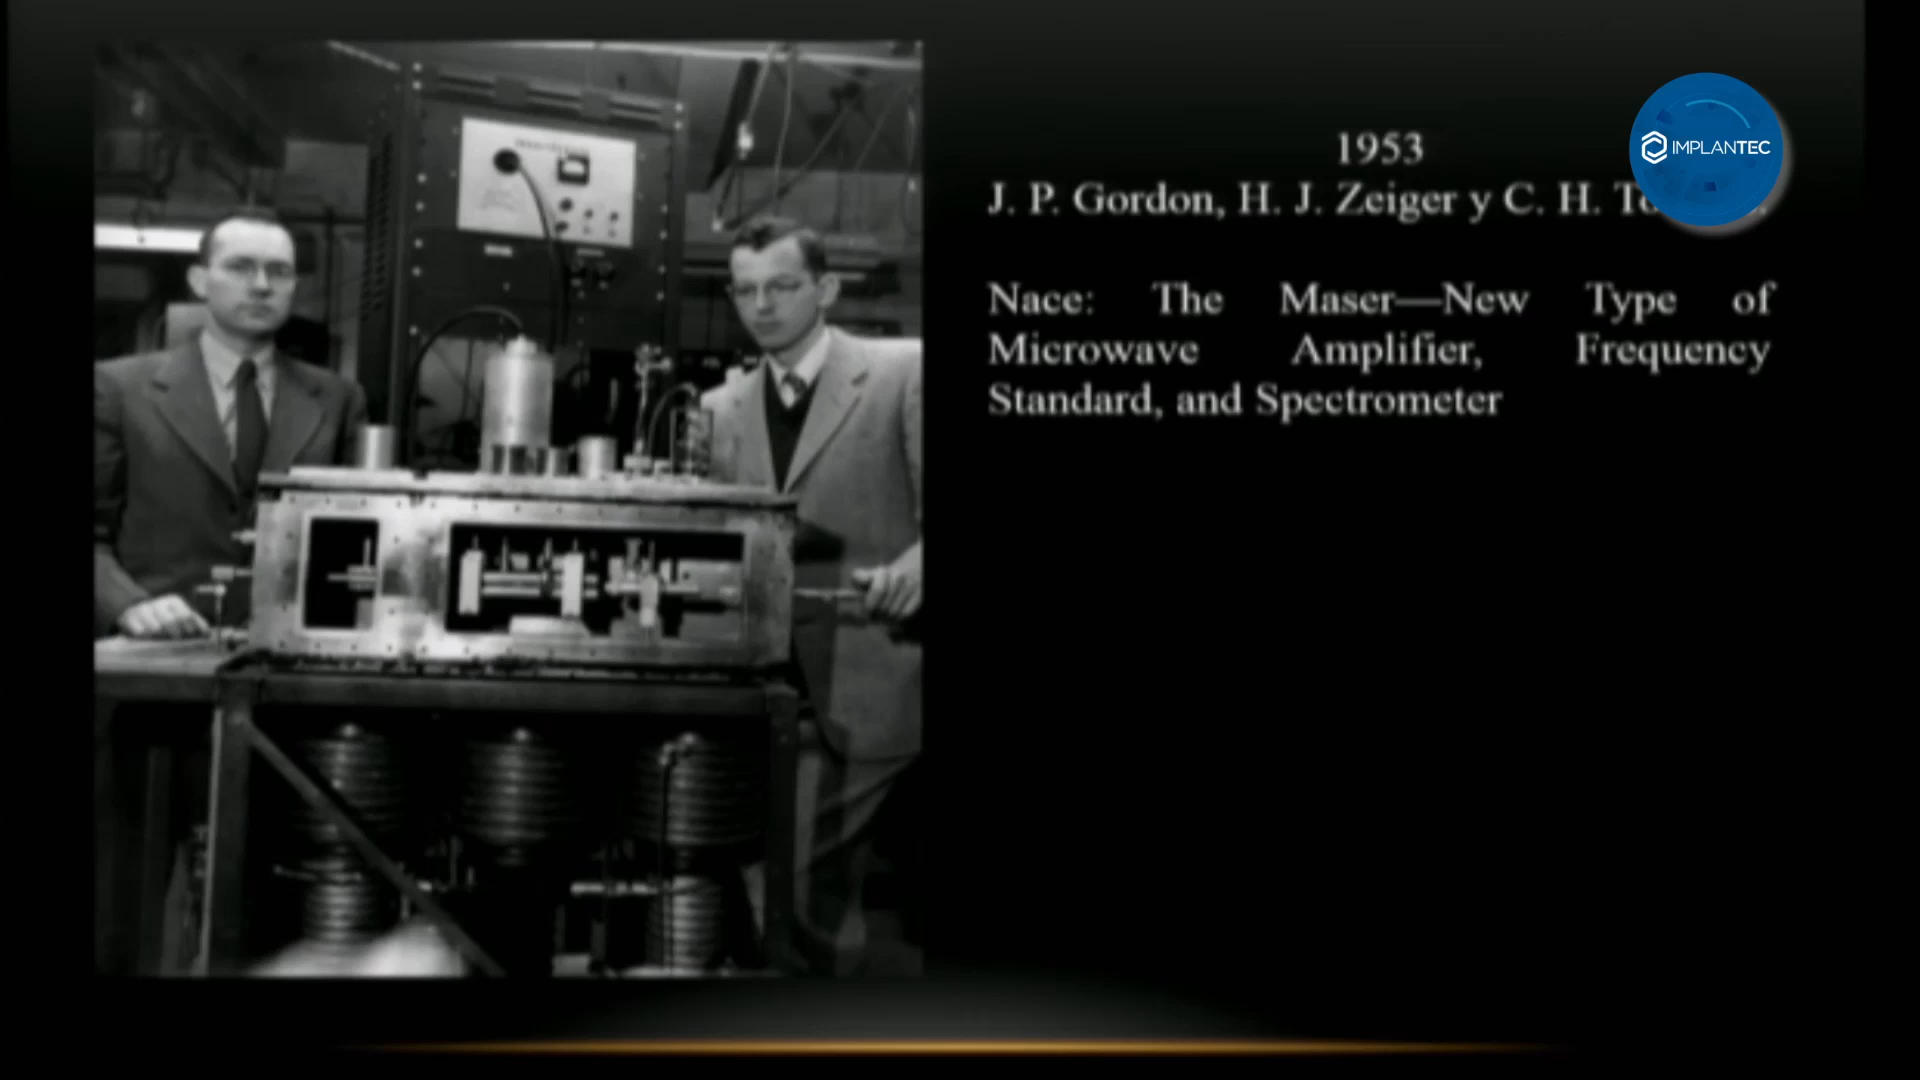 1953
IMPLANTEC
J. P. Gordon, H. J. Zeiger y C. H.
Nace: The Maser—New Type of
Microwave Amplifier, Frequency
Standard, and Spectrometer